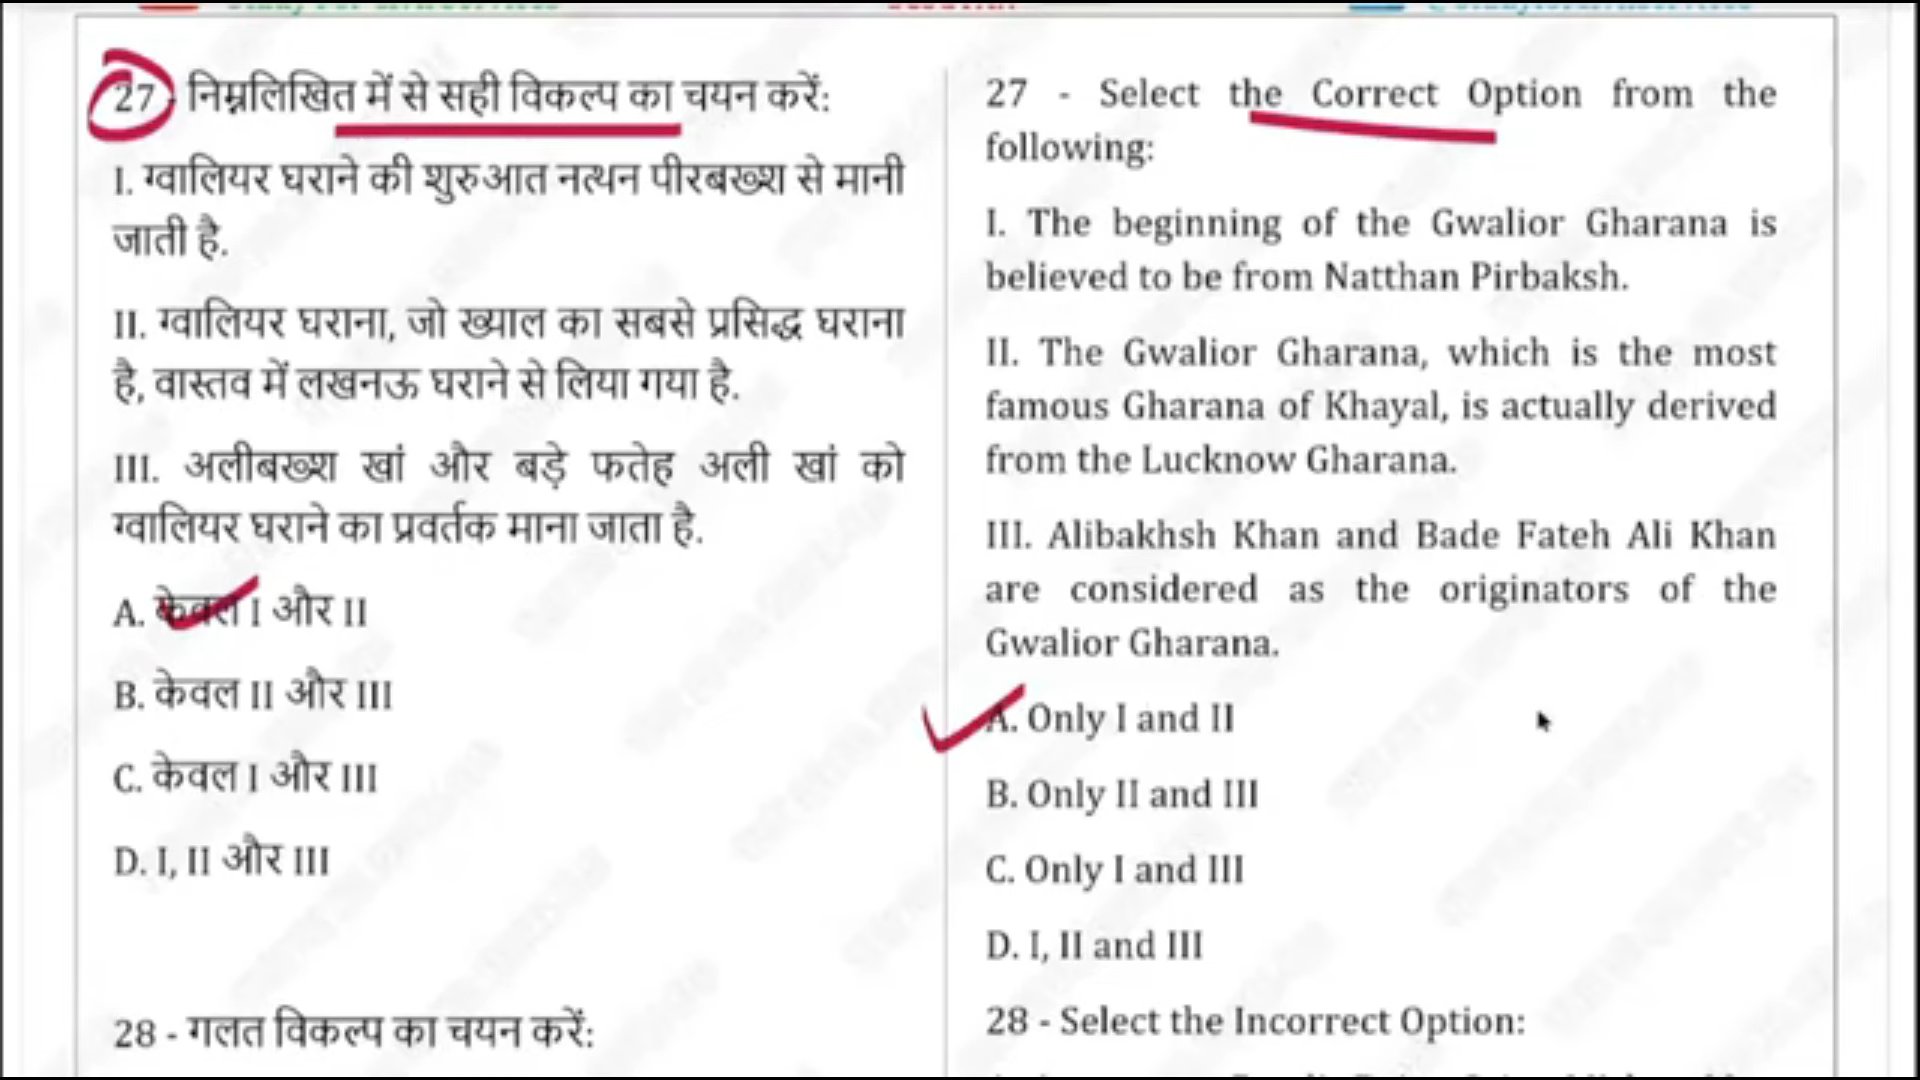 27 - निम्नलिखित में से सही विकल्प का चयन करें:
I. ग्वालियर घराने की शुरुआत नत्थन पीरबख्श से मानी
जाती है.
II. ग्वालियर घराना, जो ख्याल का सबसे प्रसिद्ध घराना
है, वास्तव में लखनऊ घराने से लिया गया है.
III. अलीबख्श खां और बड़े फतेह अली खां को
ग्वालियर घराने का प्रवर्तक माना जाता है.
A. केवल I और II
B. केवल II और III
C. केवल I और III
D. I, II और III
28 - गलत विकल्प का चयन करें:
27 - Select the Correct Option from the
following:
I. The beginning of the Gwalior Gharana is
believed to be from Natthan Pirbaksh.
II. The Gwalior Gharana, which is the most
famous Gharana of Khayal, is actually derived
from the Lucknow Gharana.
III. Alibakhsh Khan and Bade Fateh Ali Khan
are considered as the originators of the
Gwalior Gharana.
A. Only I and II
B. Only II and III
C. Only I and III
D. I, II and III
28 - Select the Incorrect Option: